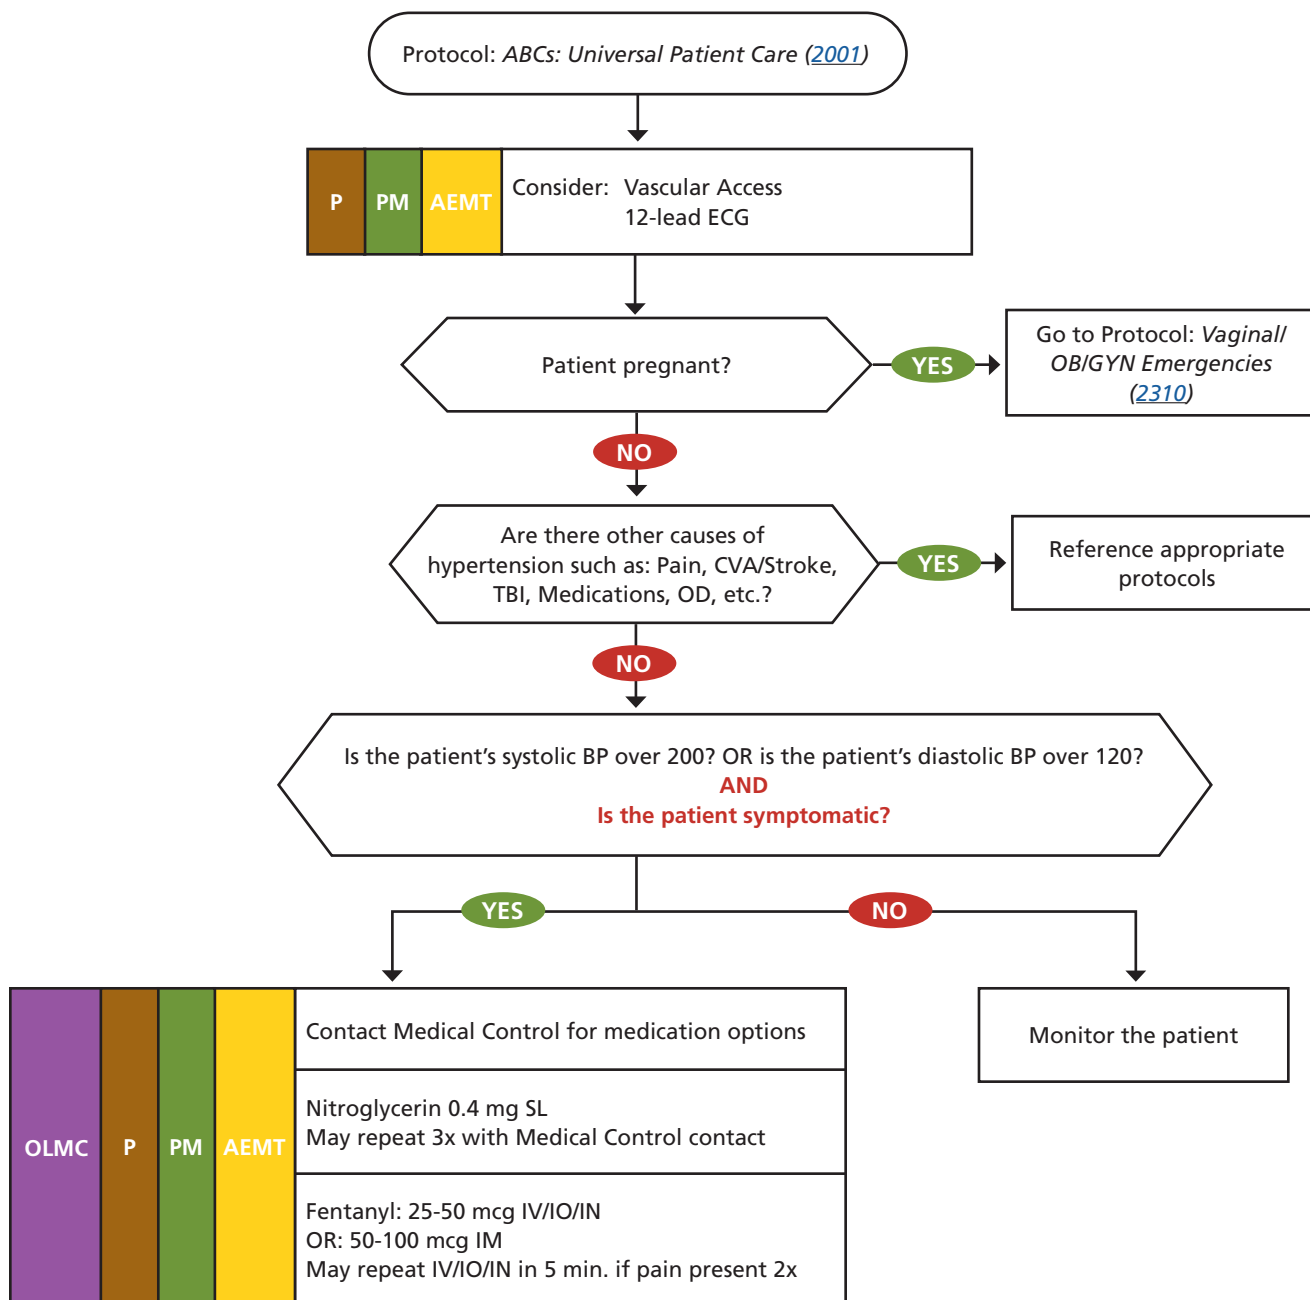 Protocol: ABCs: Universal Patient Care (2001)
P
PM
AEMT
Consider: Vascular Access
12-lead ECG
Patient pregnant?
YES
Go to Protocol: Vaginal/
OB/GYN Emergencies
(2310)
NO
Are there other causes of
hypertension such as: Pain, CVA/Stroke,
TBI, Medications, OD, etc.?
YES
Reference appropriate
protocols
NO
Is the patient's systolic BP over 200? OR is the patient's diastolic BP over 120?
AND
Is the patient symptomatic?
YES
NO
OLMC
P
PM
AEMT
Contact Medical Control for medication options
Nitroglycerin 0.4 mg SL
May repeat 3x with Medical Control contact
Fentanyl: 25-50 mcg IV/IO/IN
OR: 50-100 mcg IM
May repeat IV/IO/IN in 5 min. if pain present 2x
Monitor the patient